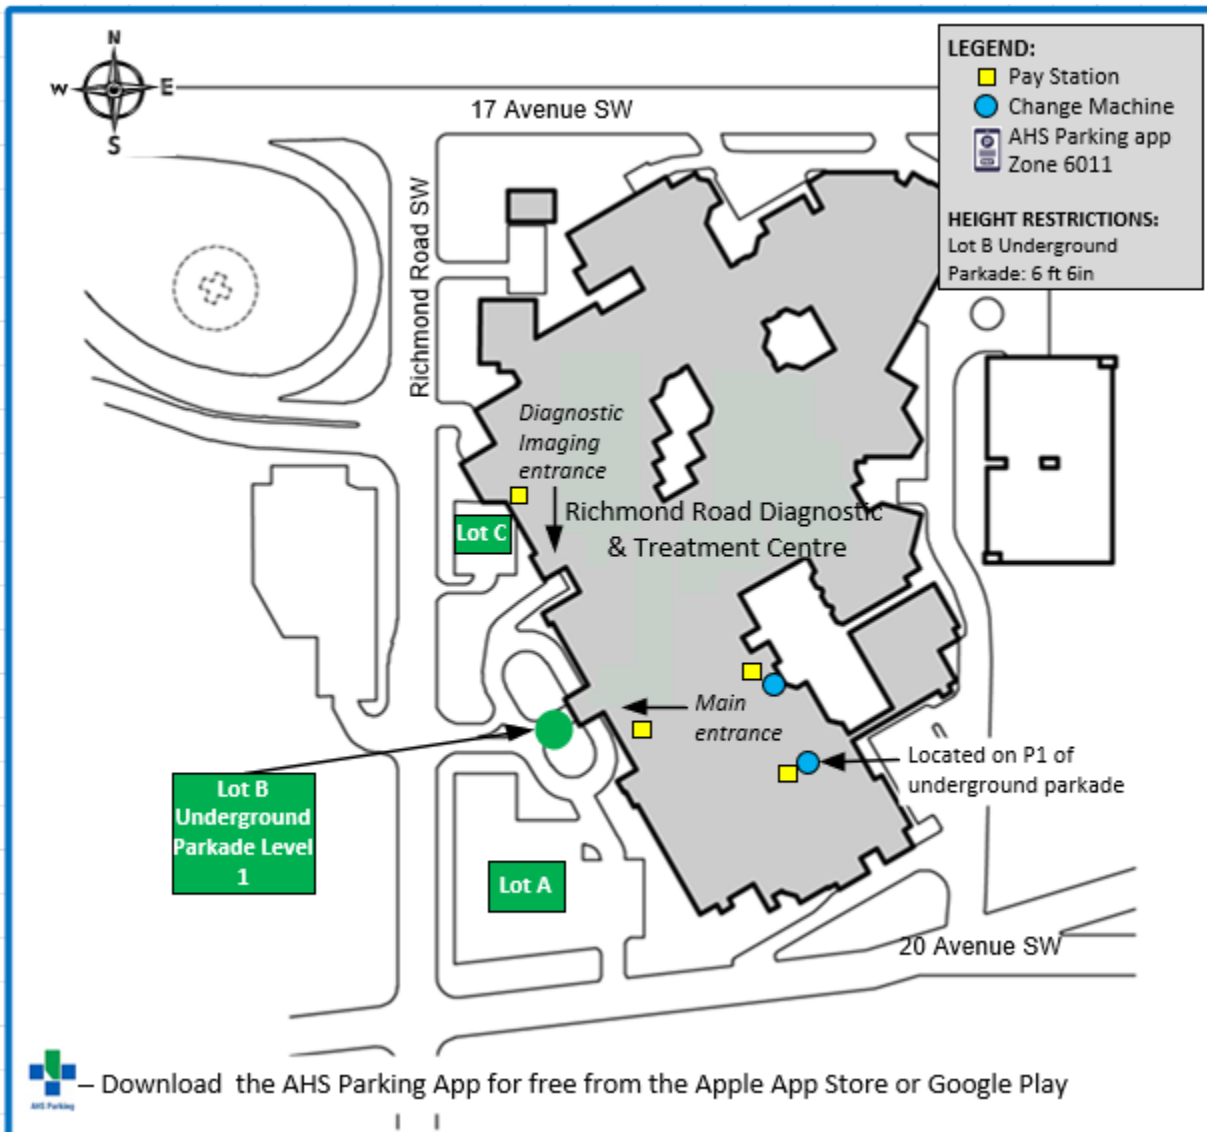 N
W
E
S
17 Avenue SW
LEGEND:
Pay Station
Change Machine
AHS Parking app
Zone 6011
HEIGHT RESTRICTIONS:
Lot B Underground
Parkade: 6 ft 6in
Richmond Road SW
Diagnostic
Imaging
entrance
Lot C
Richmond Road Diagnostic
& Treatment Centre
Main
entrance
Located on P1 of
underground parkade
Lot B
Underground
Parkade Level
1
Lot A
20 Avenue SW
AHS Parking
– Download the AHS Parking App for free from the Apple App Store or Google Play